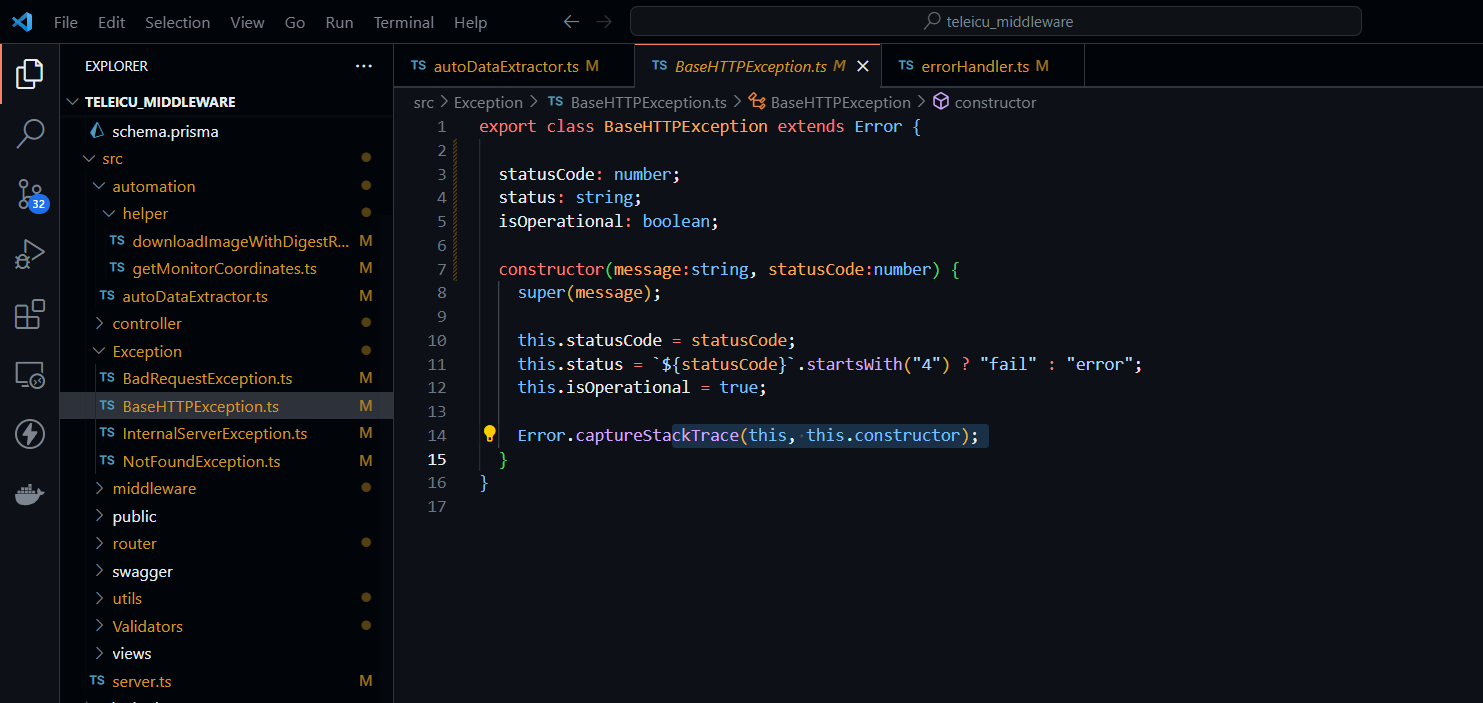 File Edit Selection View Go Run Terminal Help teleicu_middleware
EXPLORER ···
TELEICU_MIDDLEWARE
schema.prisma
src
automation
helper
TS downloadImageWithDigestR... M
TS getMonitorCoordinates.ts M
TS autoDataExtractor.ts M
controller
Exception
TS BadRequestException.ts M
TS BaseHTTPException.ts M
TS InternalServerException.ts M
TS NotFoundException.ts M
middleware
public
router
swagger
utils
Validators
views
TS server.ts M
32
TS autoDataExtractor.ts M TS BaseHTTPException.ts M TS errorHandler.ts M
src > Exception > TS BaseHTTPException.ts > BaseHTTPException > constructor
1 export class BaseHTTPException extends Error {
2
3 statusCode: number;
4 status: string;
5 isOperational: boolean;
6
7 constructor(message:string, statusCode:number) {
8 super(message);
9
10 this.statusCode = statusCode;
11 this.status = `${statusCode}`.startsWith("4") ? "fail" : "error";
12 this.isOperational = true;
13
14 Error.captureStackTrace(this, this.constructor);
15 }
16 }
17